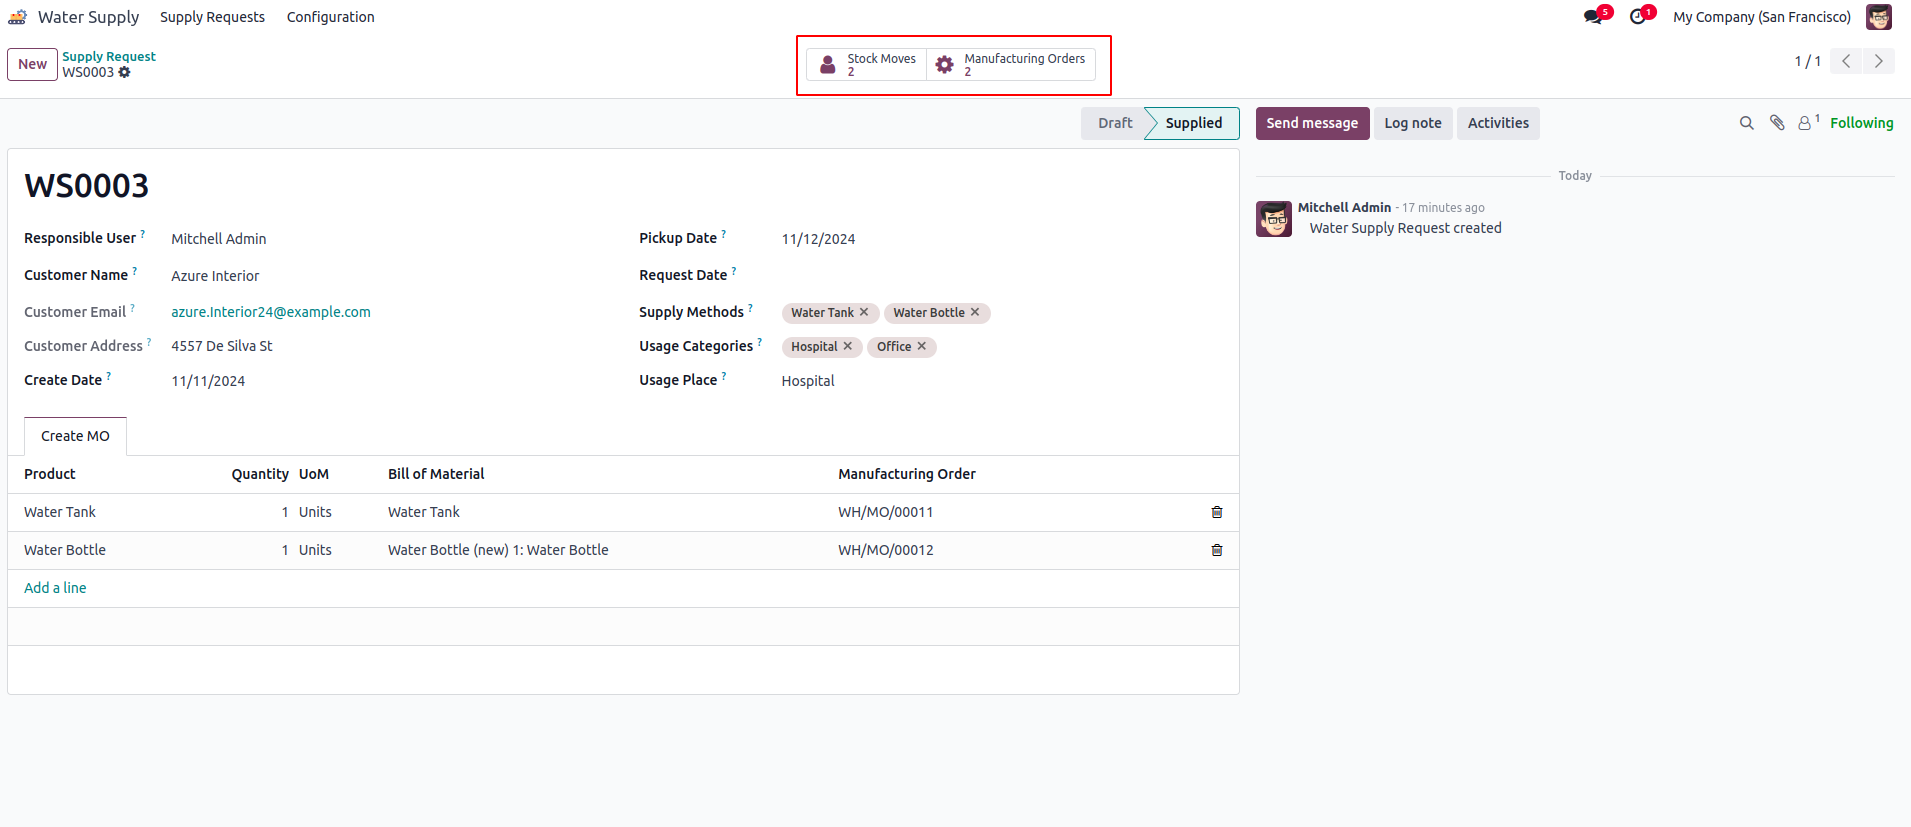 Water Supply Supply Requests Configuration 5 1 My Company (San Francisco)
New Supply Request
WS0003
Stock Moves
2
Manufacturing Orders
2
1 / 1
Draft Supplied Send message Log note Activities 1 Following
WS0003
Today
Mitchell Admin - 17 minutes ago
Water Supply Request created
Responsible User ? Mitchell Admin Pickup Date ? 11/12/2024
Customer Name ? Azure Interior Request Date ?
Customer Email ? azure.Interior24@example.com Supply Methods ? Water Tank ✕ Water Bottle ✕
Customer Address ? 4557 De Silva St Usage Categories ? Hospital ✕ Office ✕
Create Date ? 11/11/2024 Usage Place ? Hospital
Create MO
Product Quantity UoM Bill of Material Manufacturing Order
Water Tank 1 Units Water Tank WH/MO/00011
Water Bottle 1 Units Water Bottle (new) 1: Water Bottle WH/MO/00012
Add a line